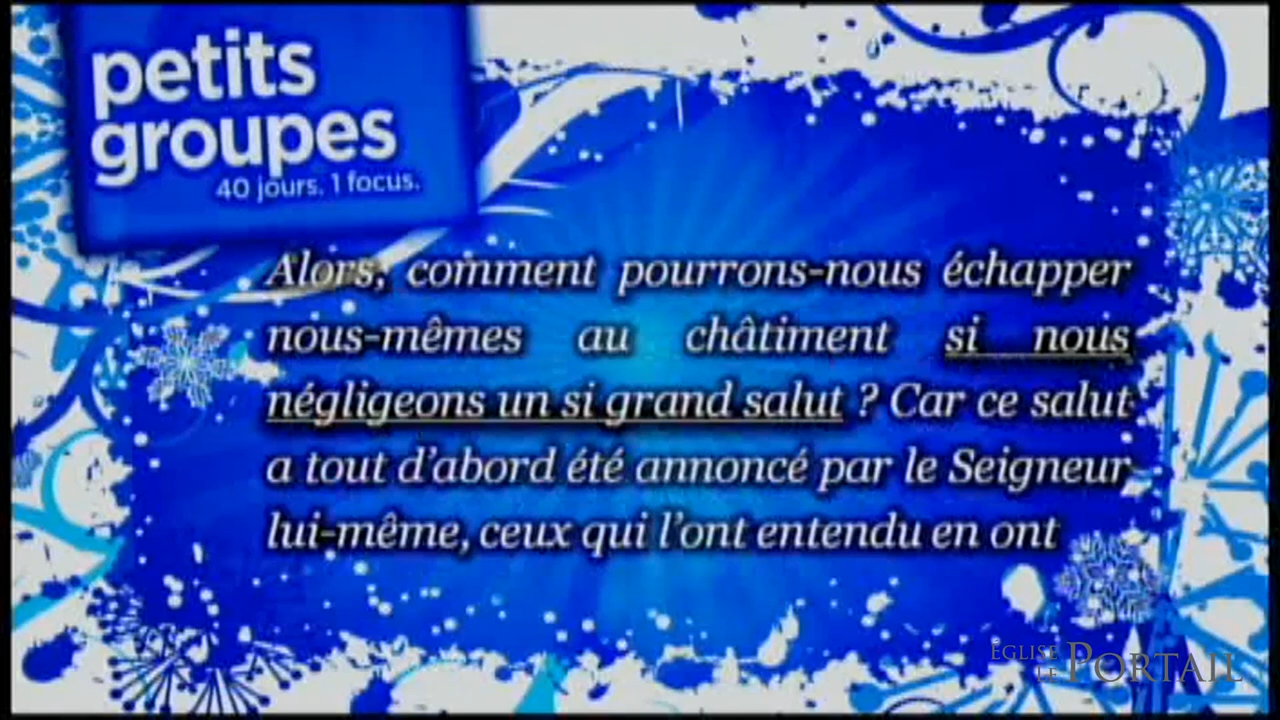 petits
groupes
40 jours. 1 focus.
Alors, comment pourrons-nous échapper
nous-mêmes au châtiment si nous
négligeons un si grand salut ? Car ce salut
a tout d'abord été annoncé par le Seigneur
lui-même, ceux qui l'ont entendu en ont
ÉGLISE
LE PORTAIL